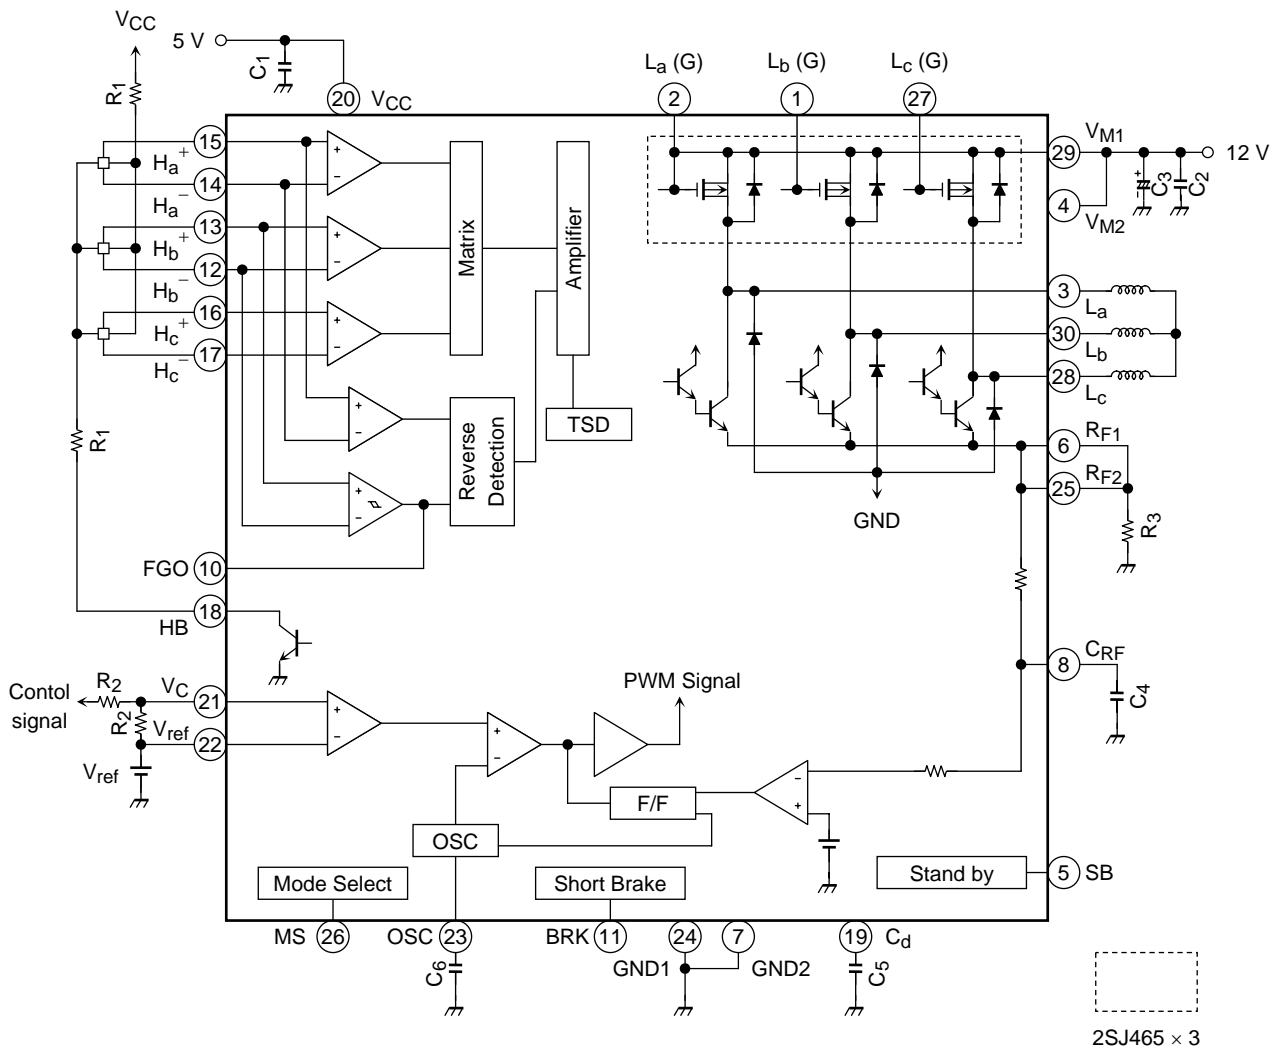 VCC
5 V
C1
R1
20 VCC
La (G)
Lb (G)
Lc (G)
2
1
27
15
Ha+
14
Ha−
13
Hb+
12
Hb−
16
Hc+
17
Hc−
+
−
+
−
+
−
+
−
+
−
Matrix
Amplifier
TSD
Reverse
Detection
29
VM1
12 V
4
VM2
C3
+
−
C2
3
La
30
Lb
28
Lc
6
RF1
25
RF2
R3
GND
R1
FGO 10
18
HB
8
CRF
C4
Contol
signal
R2
R2
VC
21
Vref
22
Vref
+
−
+
−
PWM Signal
F/F
−
+
OSC
Mode Select
Short Brake
Stand by
5 SB
MS 26
OSC 23
BRK 11
24
7
19 Cd
GND1
GND2
C6
C5
2SJ465 × 3